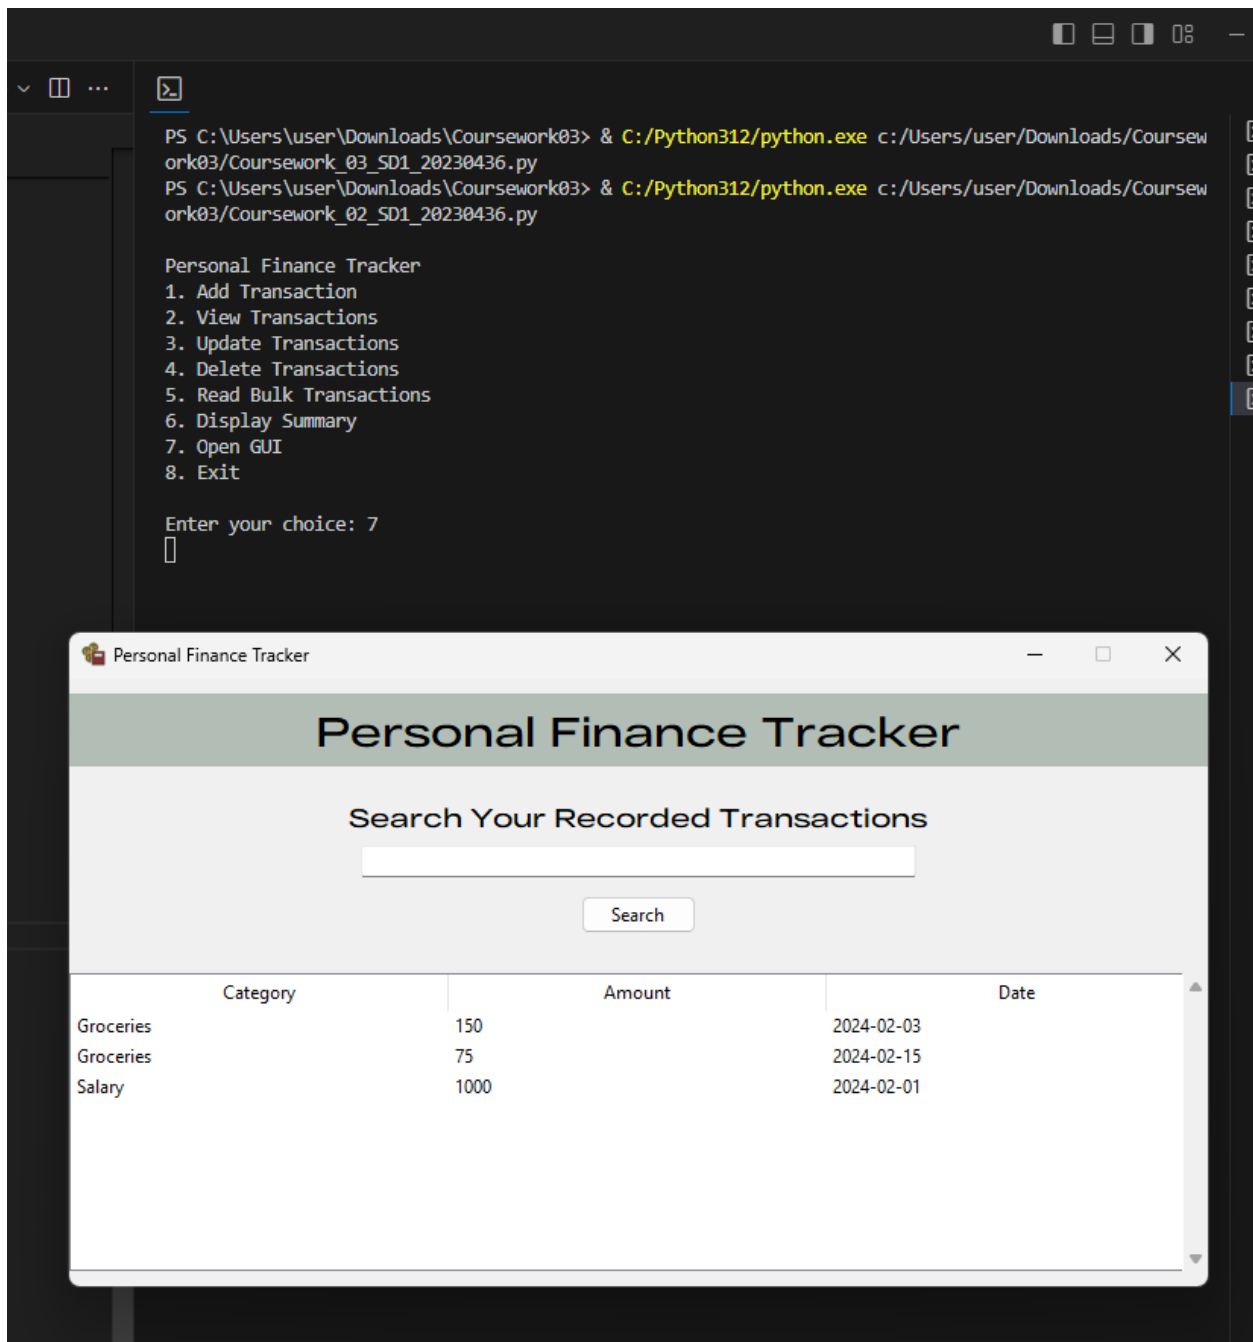 PS C:\Users\user\Downloads\Coursework03> & C:/Python312/python.exe c:/Users/user/Downloads/Coursew
ork03/Coursework_03_SD1_20230436.py
PS C:\Users\user\Downloads\Coursework03> & C:/Python312/python.exe c:/Users/user/Downloads/Coursew
ork03/Coursework_02_SD1_20230436.py
Personal Finance Tracker
1. Add Transaction
2. View Transactions
3. Update Transactions
4. Delete Transactions
5. Read Bulk Transactions
6. Display Summary
7. Open GUI
8. Exit
Enter your choice: 7
Personal Finance Tracker
Personal Finance Tracker
Search Your Recorded Transactions
Search
Category Amount Date
Groceries 150 2024-02-03
Groceries 75 2024-02-15
Salary 1000 2024-02-01